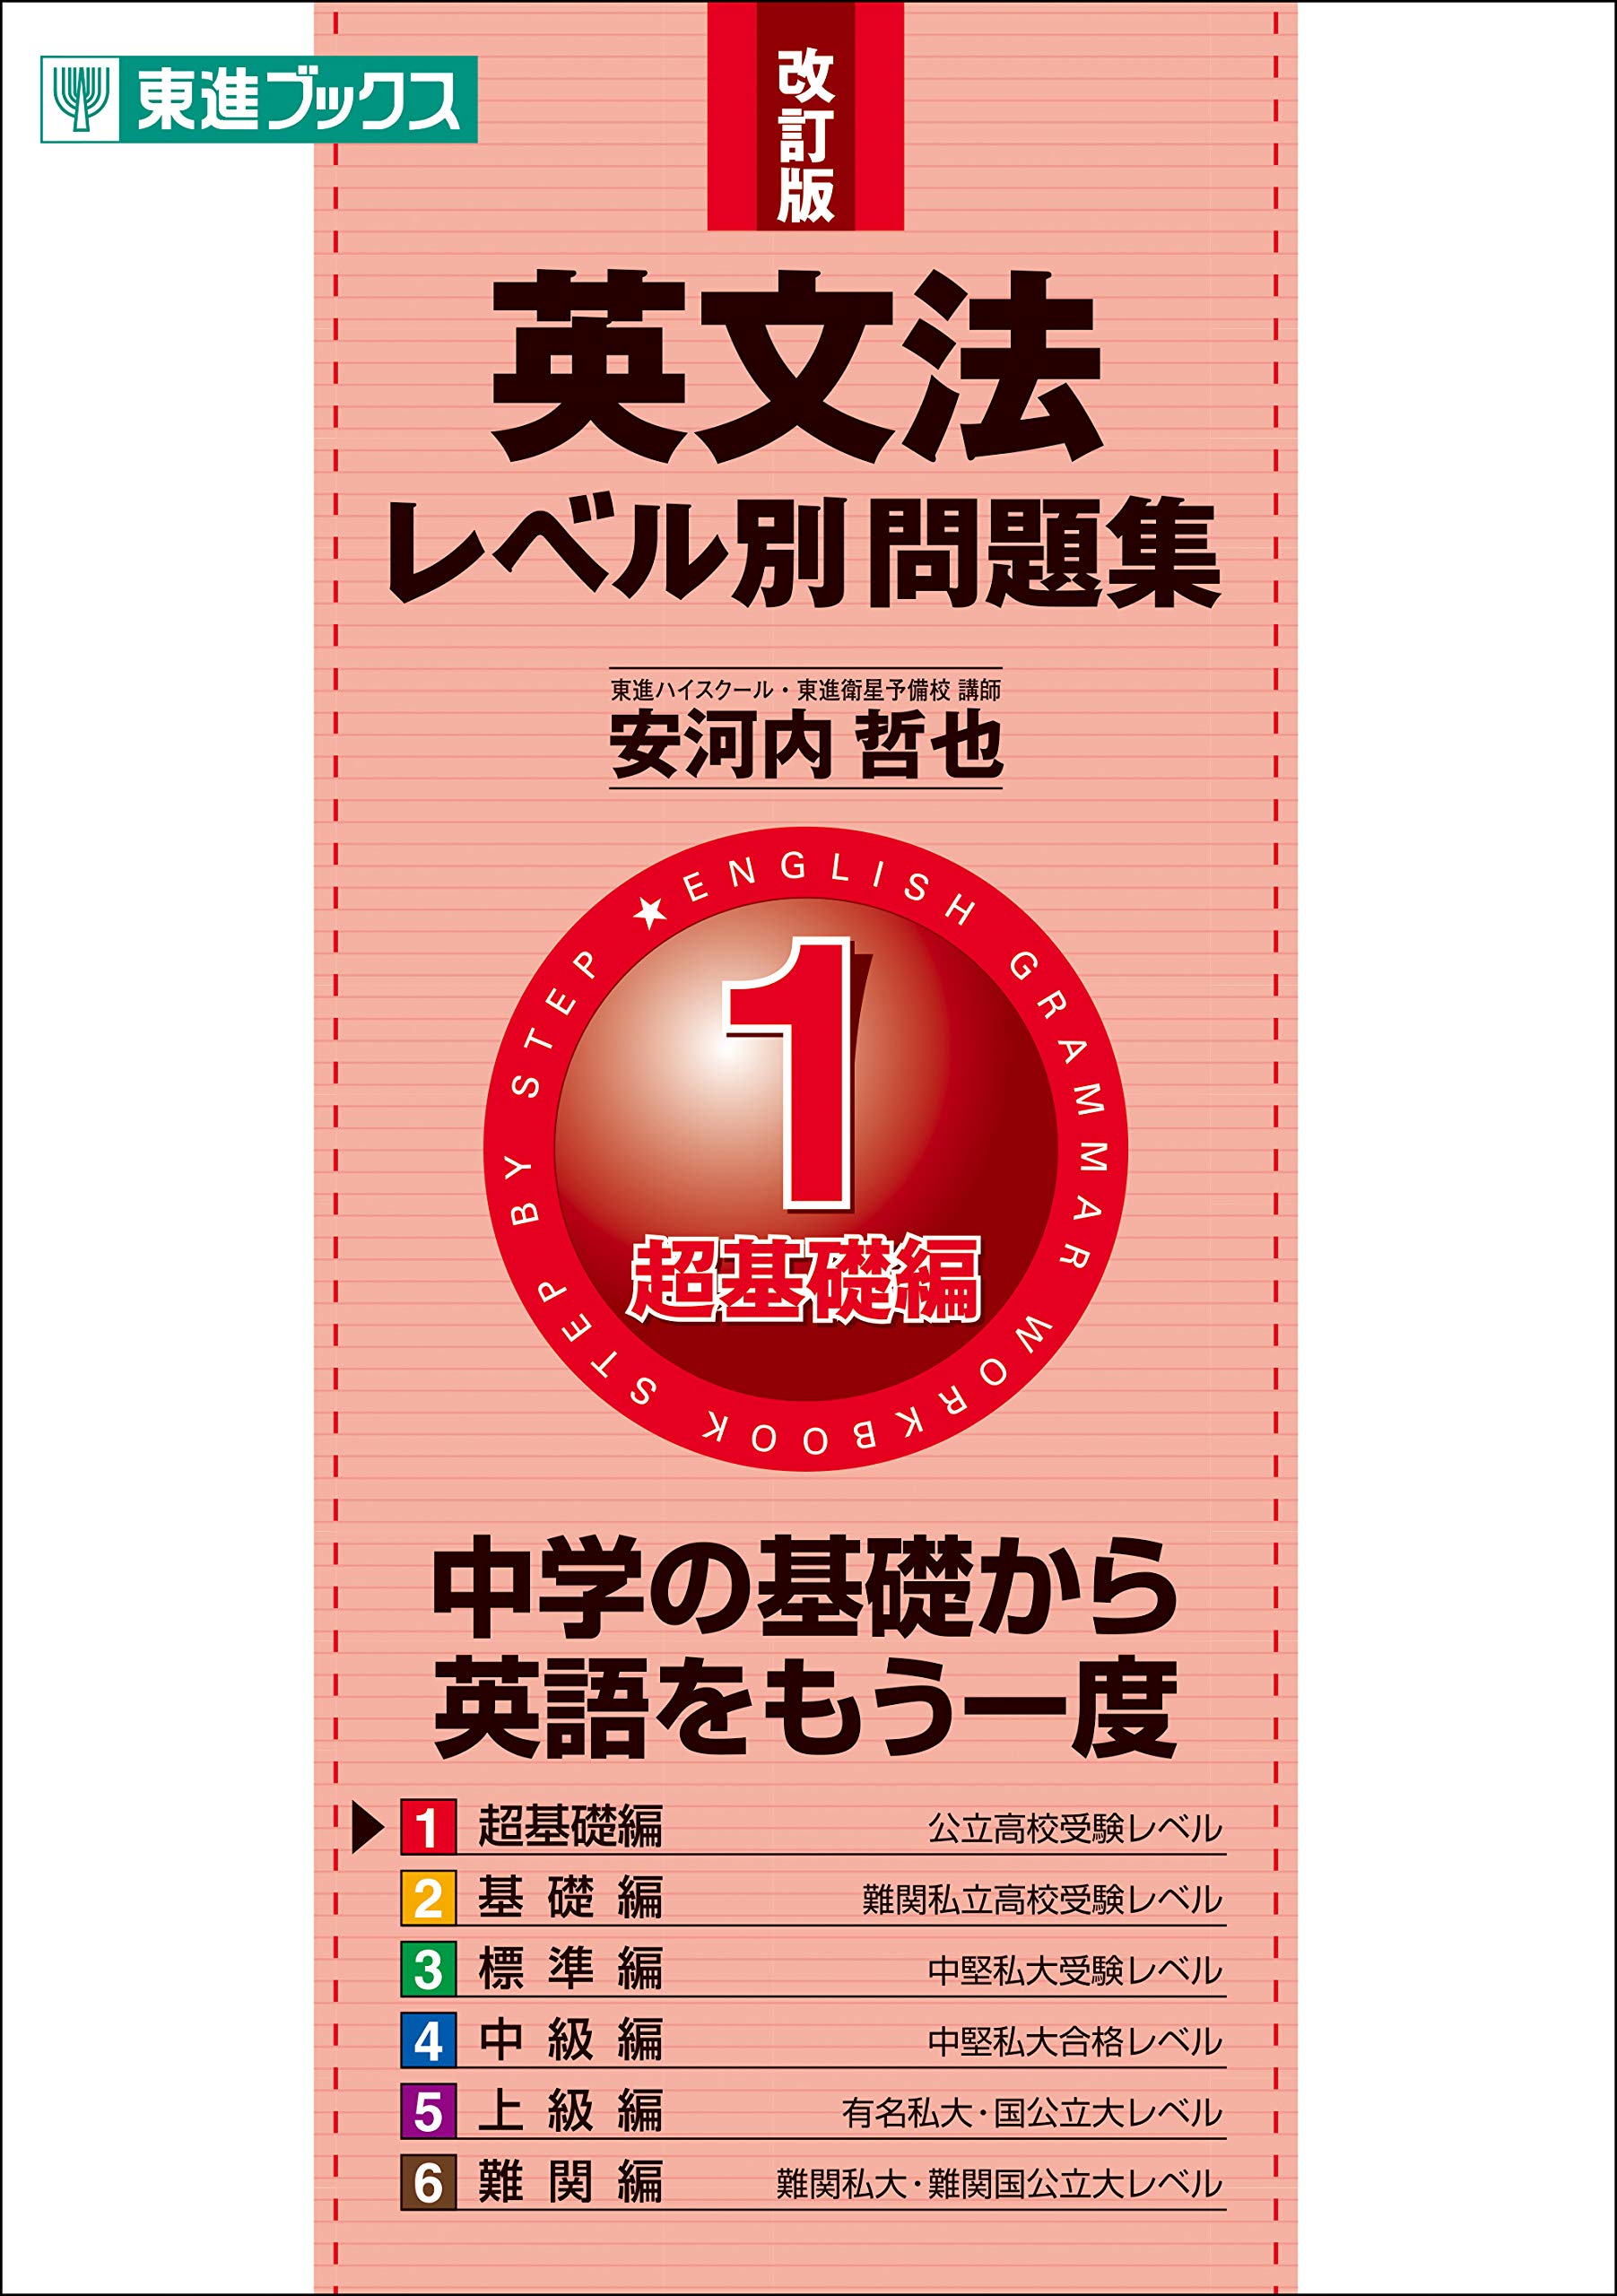 東進ブックス
改訂版
英文法
レベル別問題集
東進ハイスクール・東進衛星予備校 講師
安河内 哲也
★ENGLISH GRAMMAR WORKBOOK STEP BY STEP
1
超基礎編
中学の基礎から
英語をもう一度
▶ 1 超基礎編 公立高校受験レベル
2 基礎編 難関私立高校受験レベル
3 標準編 中堅私大受験レベル
4 中級編 中堅私大合格レベル
5 上級編 有名私大・国公立大レベル
6 難関編 難関私大・難関国公立大レベル